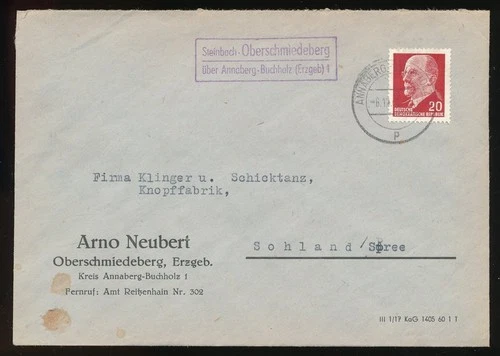 Steinbach-Oberschmiedeberg
über Annaberg-Buchholz (Erzgeb) 1
20
DEUTSCHE
DEMOKRATISCHE REPUBLIK
P
Firma Klinger u. Schicktanz,
Knopffabrik,
Sohland/Spree
Arno Neubert
Oberschmiedeberg, Erzgeb.
Kreis Annaberg-Buchholz 1
Fernruf: Amt Reitzenhain Nr. 302
III 1/17 KaG 1405 60 1 1